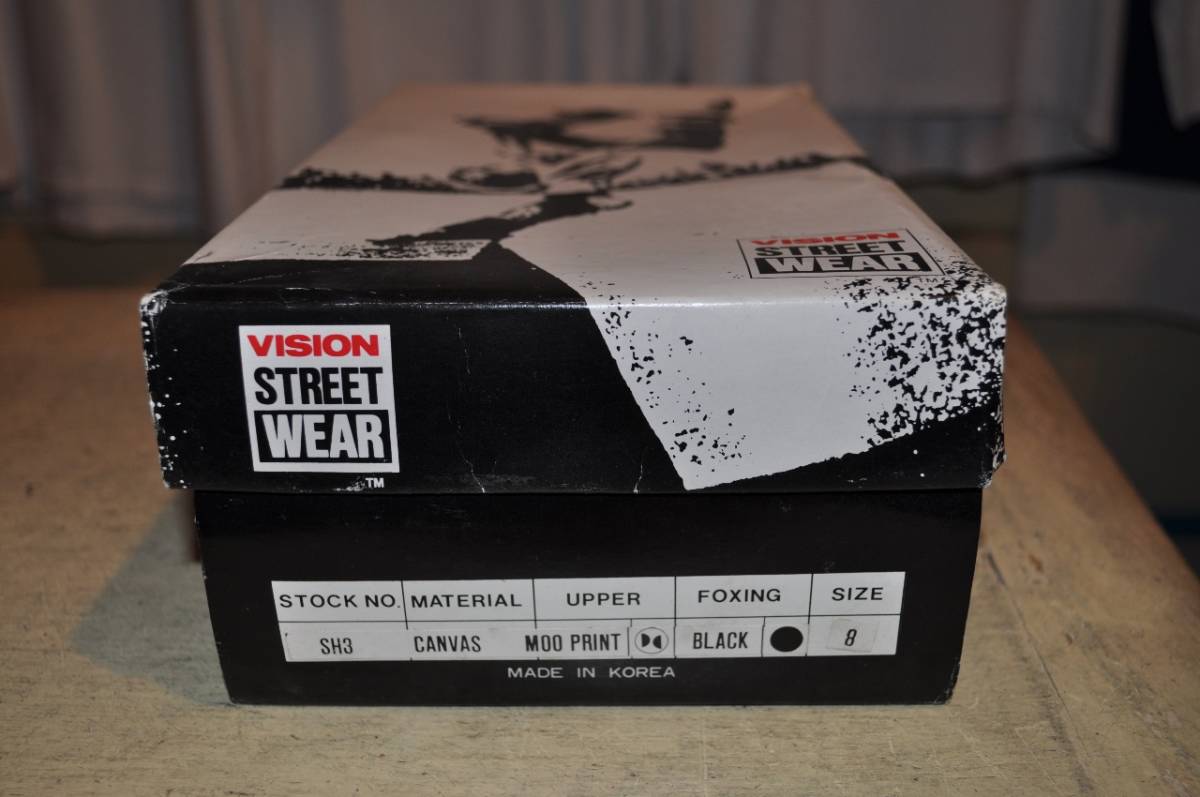 VISION
STREET
WEAR
TM
VISION
STREET
WEAR
TM
STOCK NO. MATERIAL UPPER FOXING SIZE
SH3 CANVAS MOO PRINT BLACK 8
MADE IN KOREA